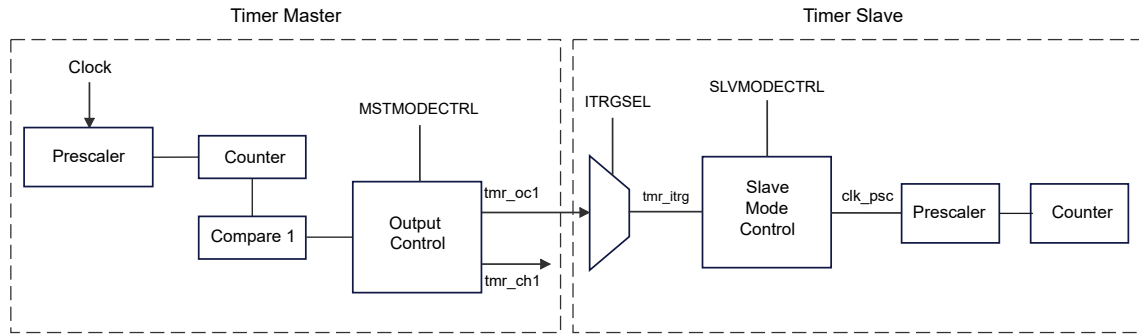 Timer Master
Timer Slave
Clock
MSTMODECTRL
ITRGSEL
SLVMODECTRL
Prescaler
Counter
Compare 1
Output
Control
tmr_oc1
tmr_ch1
tmr_itrg
Slave
Mode
Control
clk_psc
Prescaler
Counter